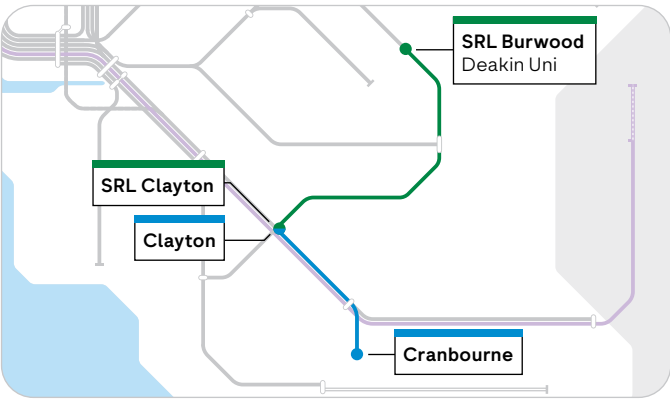 SRL Burwood
Deakin Uni
SRL Clayton
Clayton
Cranbourne